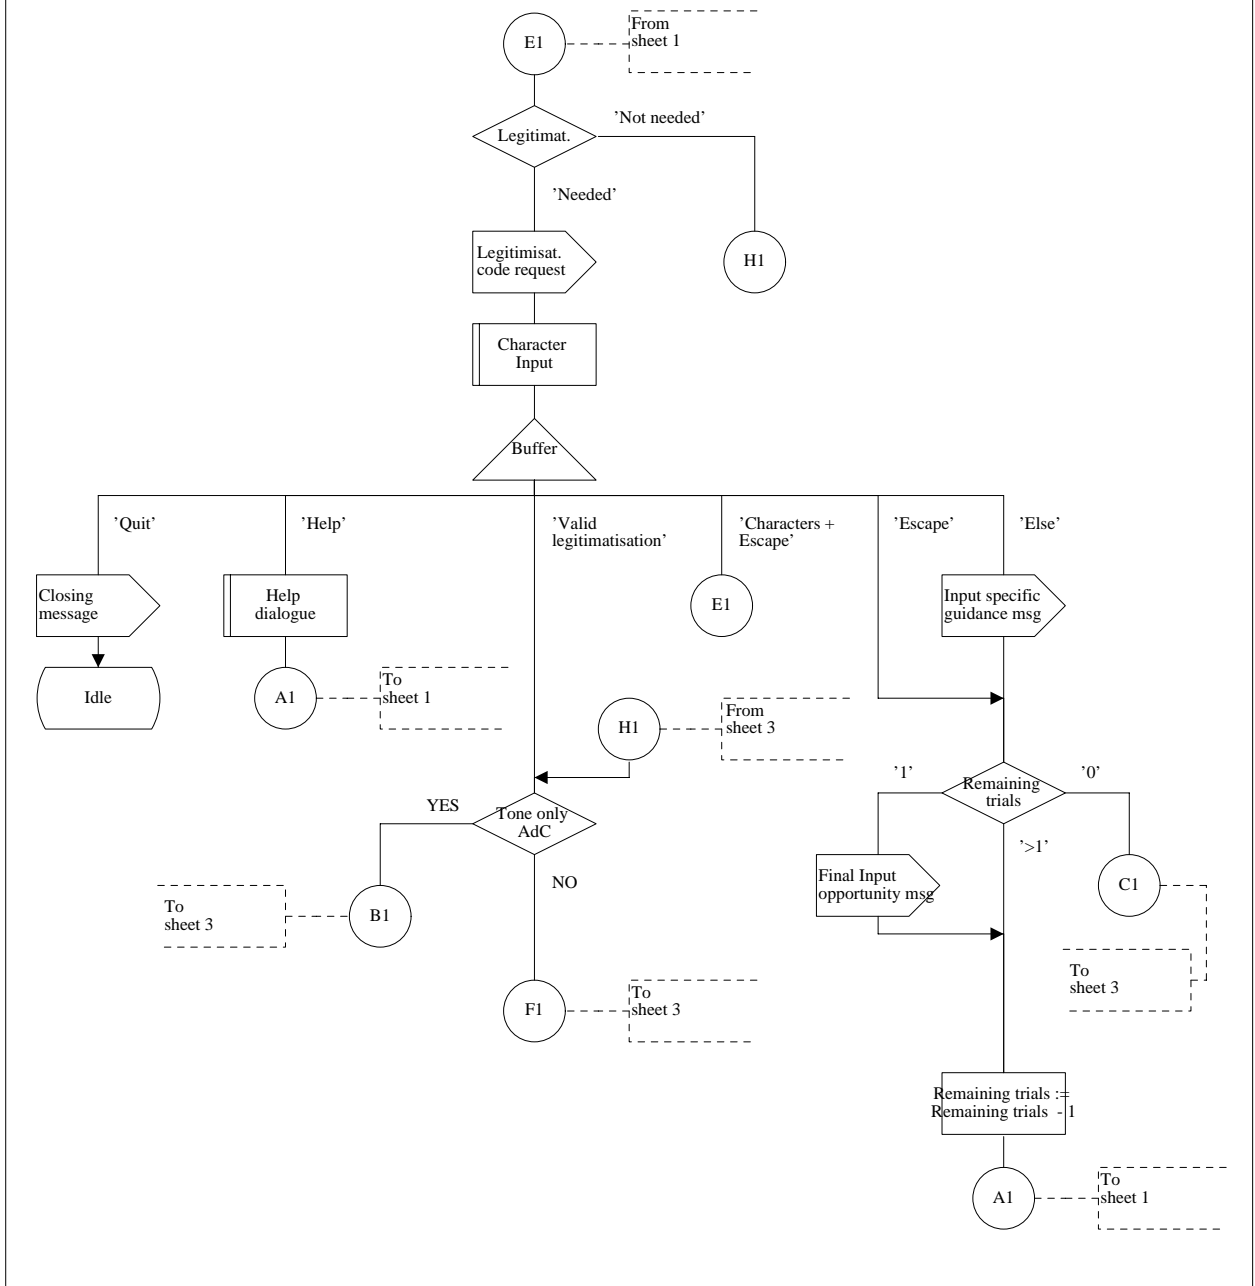 E1
From
sheet 1
Legitimat.
’Not needed’
’Needed’
Legitimisat.
code request
H1
Character
Input
Buffer
’Quit’
’Help’
’Valid
legitimatisation’
’Characters +
Escape’
’Escape’
’Else’
Closing
message
Help
dialogue
E1
Input specific
guidance msg
Idle
A1
To
sheet 1
H1
From
sheet 3
YES
Tone only
AdC
NO
’1’
Remaining
trials
’0’
’>1’
Final Input
opportunity msg
C1
To
sheet 3
B1
To
sheet 3
F1
To
sheet 3
Remaining trials :=
Remaining trials - 1
A1
To
sheet 1